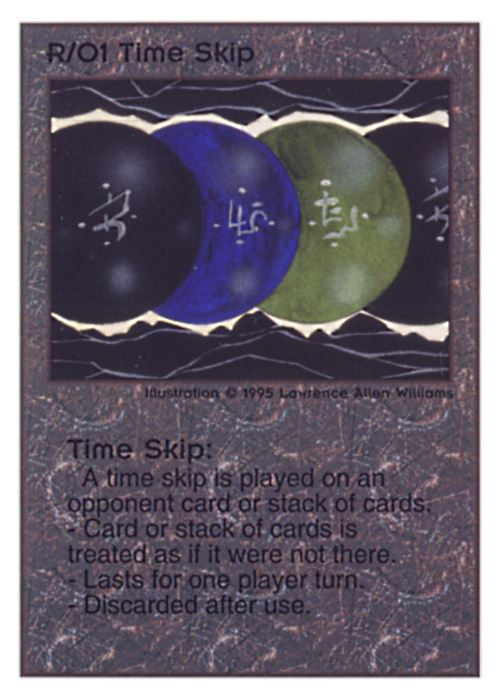 R/01 Time Skip
Illustration © 1995 Lawrence Allen Williams
Time Skip:
A time skip is played on an
opponent card or stack of cards.
- Card or stack of cards is
treated as if it were not there.
- Lasts for one player turn.
- Discarded after use.